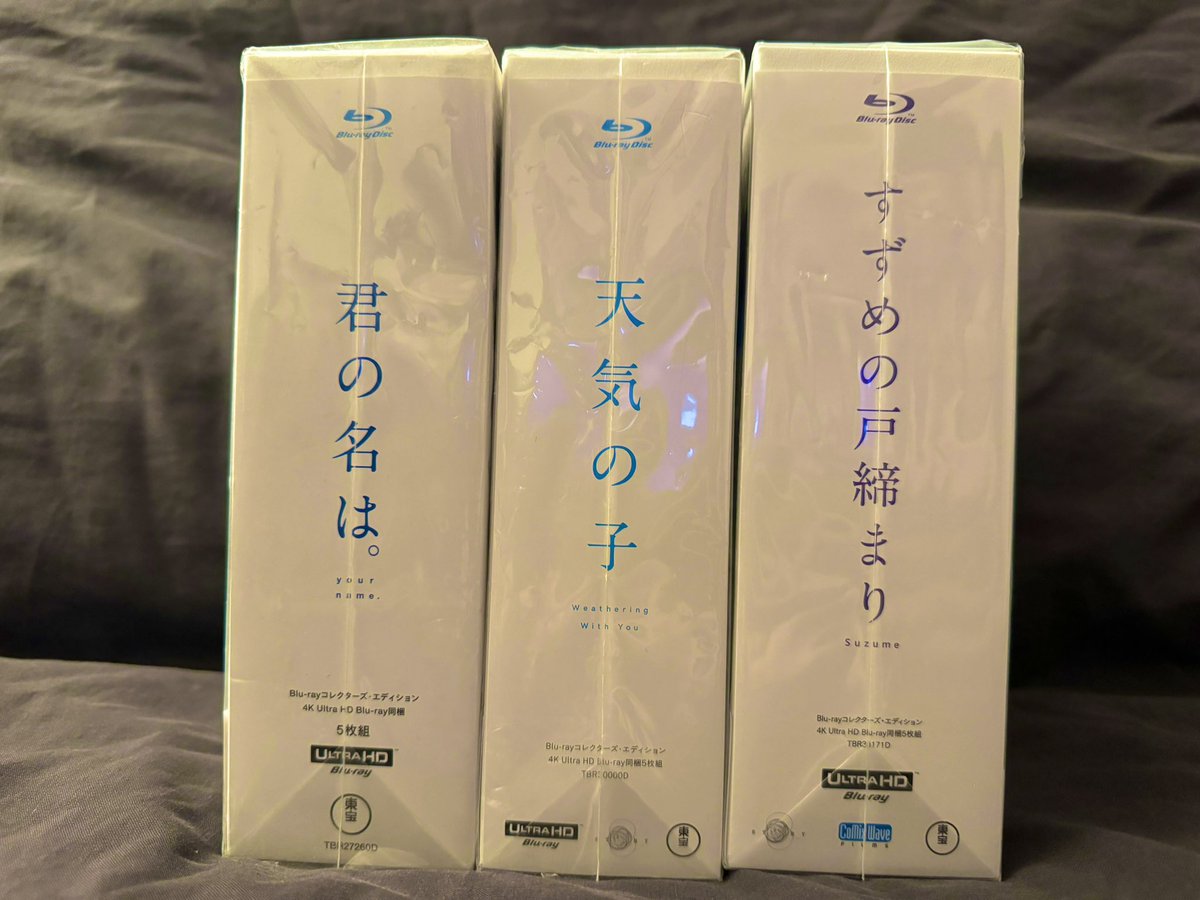 Blu-ray Disc
君の名は。
your
name.
Blu-rayコレクターズ・エディション
4K Ultra HD Blu-ray同梱
5枚組
ULTRA HD
Blu-ray
東宝
TBR27260D
Blu-ray Disc
天気の子
Weathering
With You
Blu-rayコレクターズ・エディション
4K Ultra HD Blu-ray同梱5枚組
ULTRA HD
Blu-ray
東宝
Blu-ray Disc
すずめの戸締まり
Suzume
Blu-rayコレクターズ・エディション
4K Ultra HD Blu-ray同梱5枚組
ULTRA HD
Blu-ray
CoMix Wave
Films
東宝